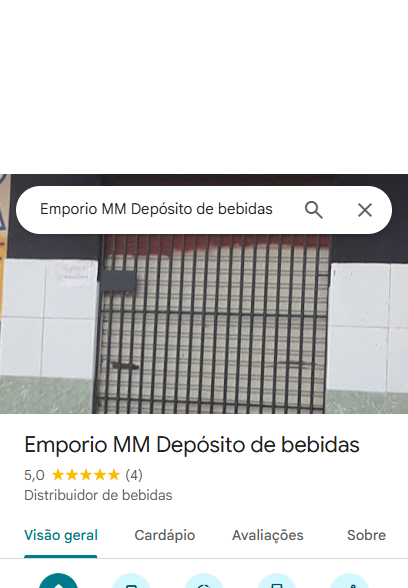 Emporio MM Depósito de bebidas
Emporio MM Depósito de bebidas
5,0 ★★★★★ (4)
Distribuidor de bebidas
Visão geral Cardápio Avaliações Sobre